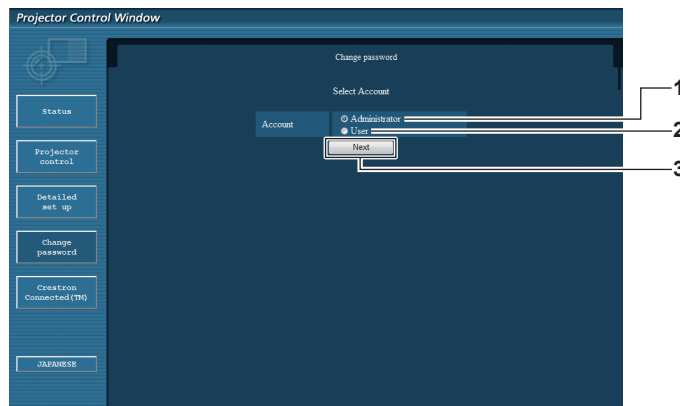 Projector Control Window
Change password
Select Account
Account
Administrator
User
Next
Status
Projector
control
Detailed
set up
Change
password
Crestron
Connected(TM)
JAPANESE
1
2
3